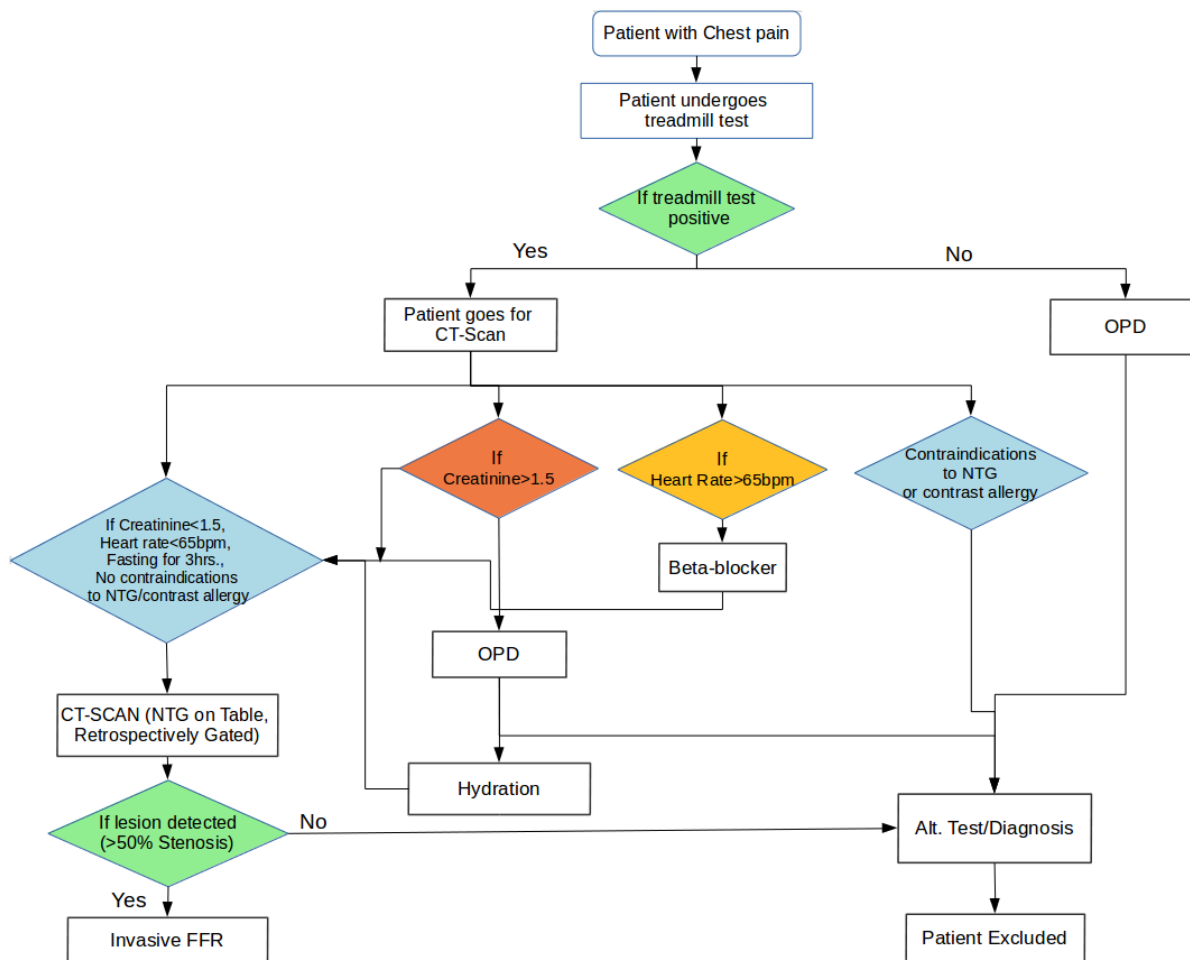 Patient with Chest pain
Patient undergoes
treadmill test
If treadmill test
positive
Yes
No
Patient goes for
CT-Scan
OPD
If
Creatinine>1.5
If
Heart Rate>65bpm
Contraindications
to NTG
or contrast allergy
If Creatinine<1.5,
Heart rate<65bpm,
Fasting for 3hrs.,
No contraindications
to NTG/contrast allergy
Beta-blocker
OPD
CT-SCAN (NTG on Table,
Retrospectively Gated)
Hydration
If lesion detected
(>50% Stenosis)
No
Alt. Test/Diagnosis
Yes
Invasive FFR
Patient Excluded